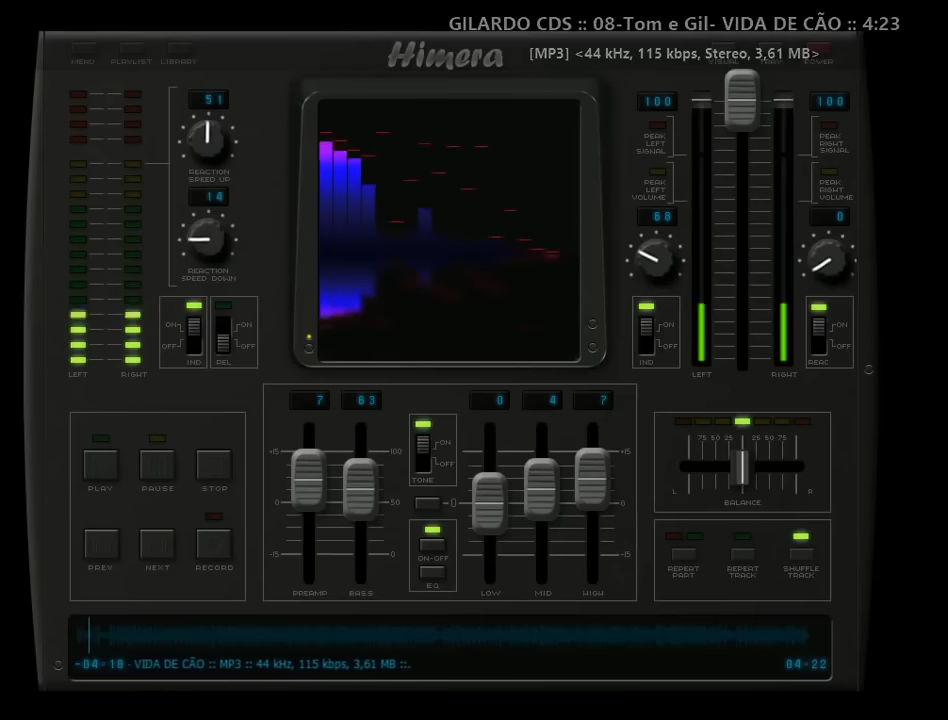 GILARDO CDS :: 08-Tom e Gil- VIDA DE CÃO :: 4:23
[MP3] <44 kHz, 115 kbps, Stereo, 3,61 MB>
MENU PLAYLIST LIBRARY
Himera
VISUAL TRAY POWER
51
REACTION
SPEED UP
14
REACTION
SPEED DOWN
ON
OFF
IND
ON
OFF
REL
LEFT RIGHT
100
PEAK
LEFT
SIGNAL
PEAK
LEFT
VOLUME
68
ON
OFF
IND
LEFT RIGHT
100
PEAK
RIGHT
SIGNAL
PEAK
RIGHT
VOLUME
0
ON
OFF
REAC
PLAY PAUSE STOP
PREV NEXT RECORD
7 63 0 4 7
+15 100 +15
0 50 0
-15 0 -15
ON
OFF
TONE
0
ON-OFF
EQ
PREAMP BASS LOW MID HIGH
75 50 25 25 50 75
L R
BALANCE
REPEAT
PART
REPEAT
TRACK
SHUFFLE
TRACK
-04:18 - VIDA DE CÃO :: MP3 :: 44 kHz, 115 kbps, 3,61 MB ::.
04:22